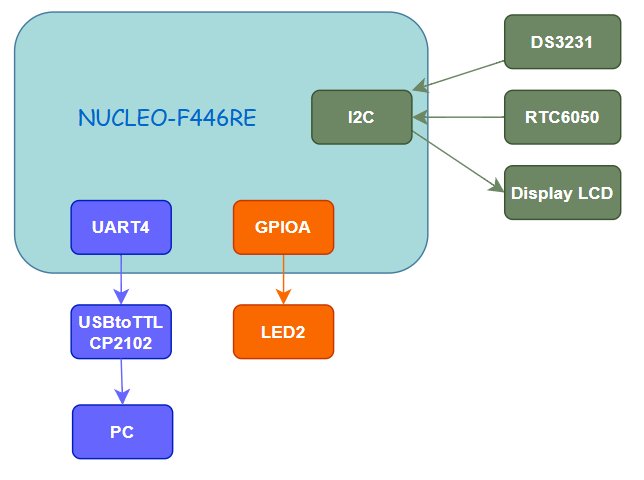 DS3231
NUCLEO-F446RE
I2C
RTC6050
Display LCD
UART4
GPIOA
USBtoTTL
CP2102
LED2
PC